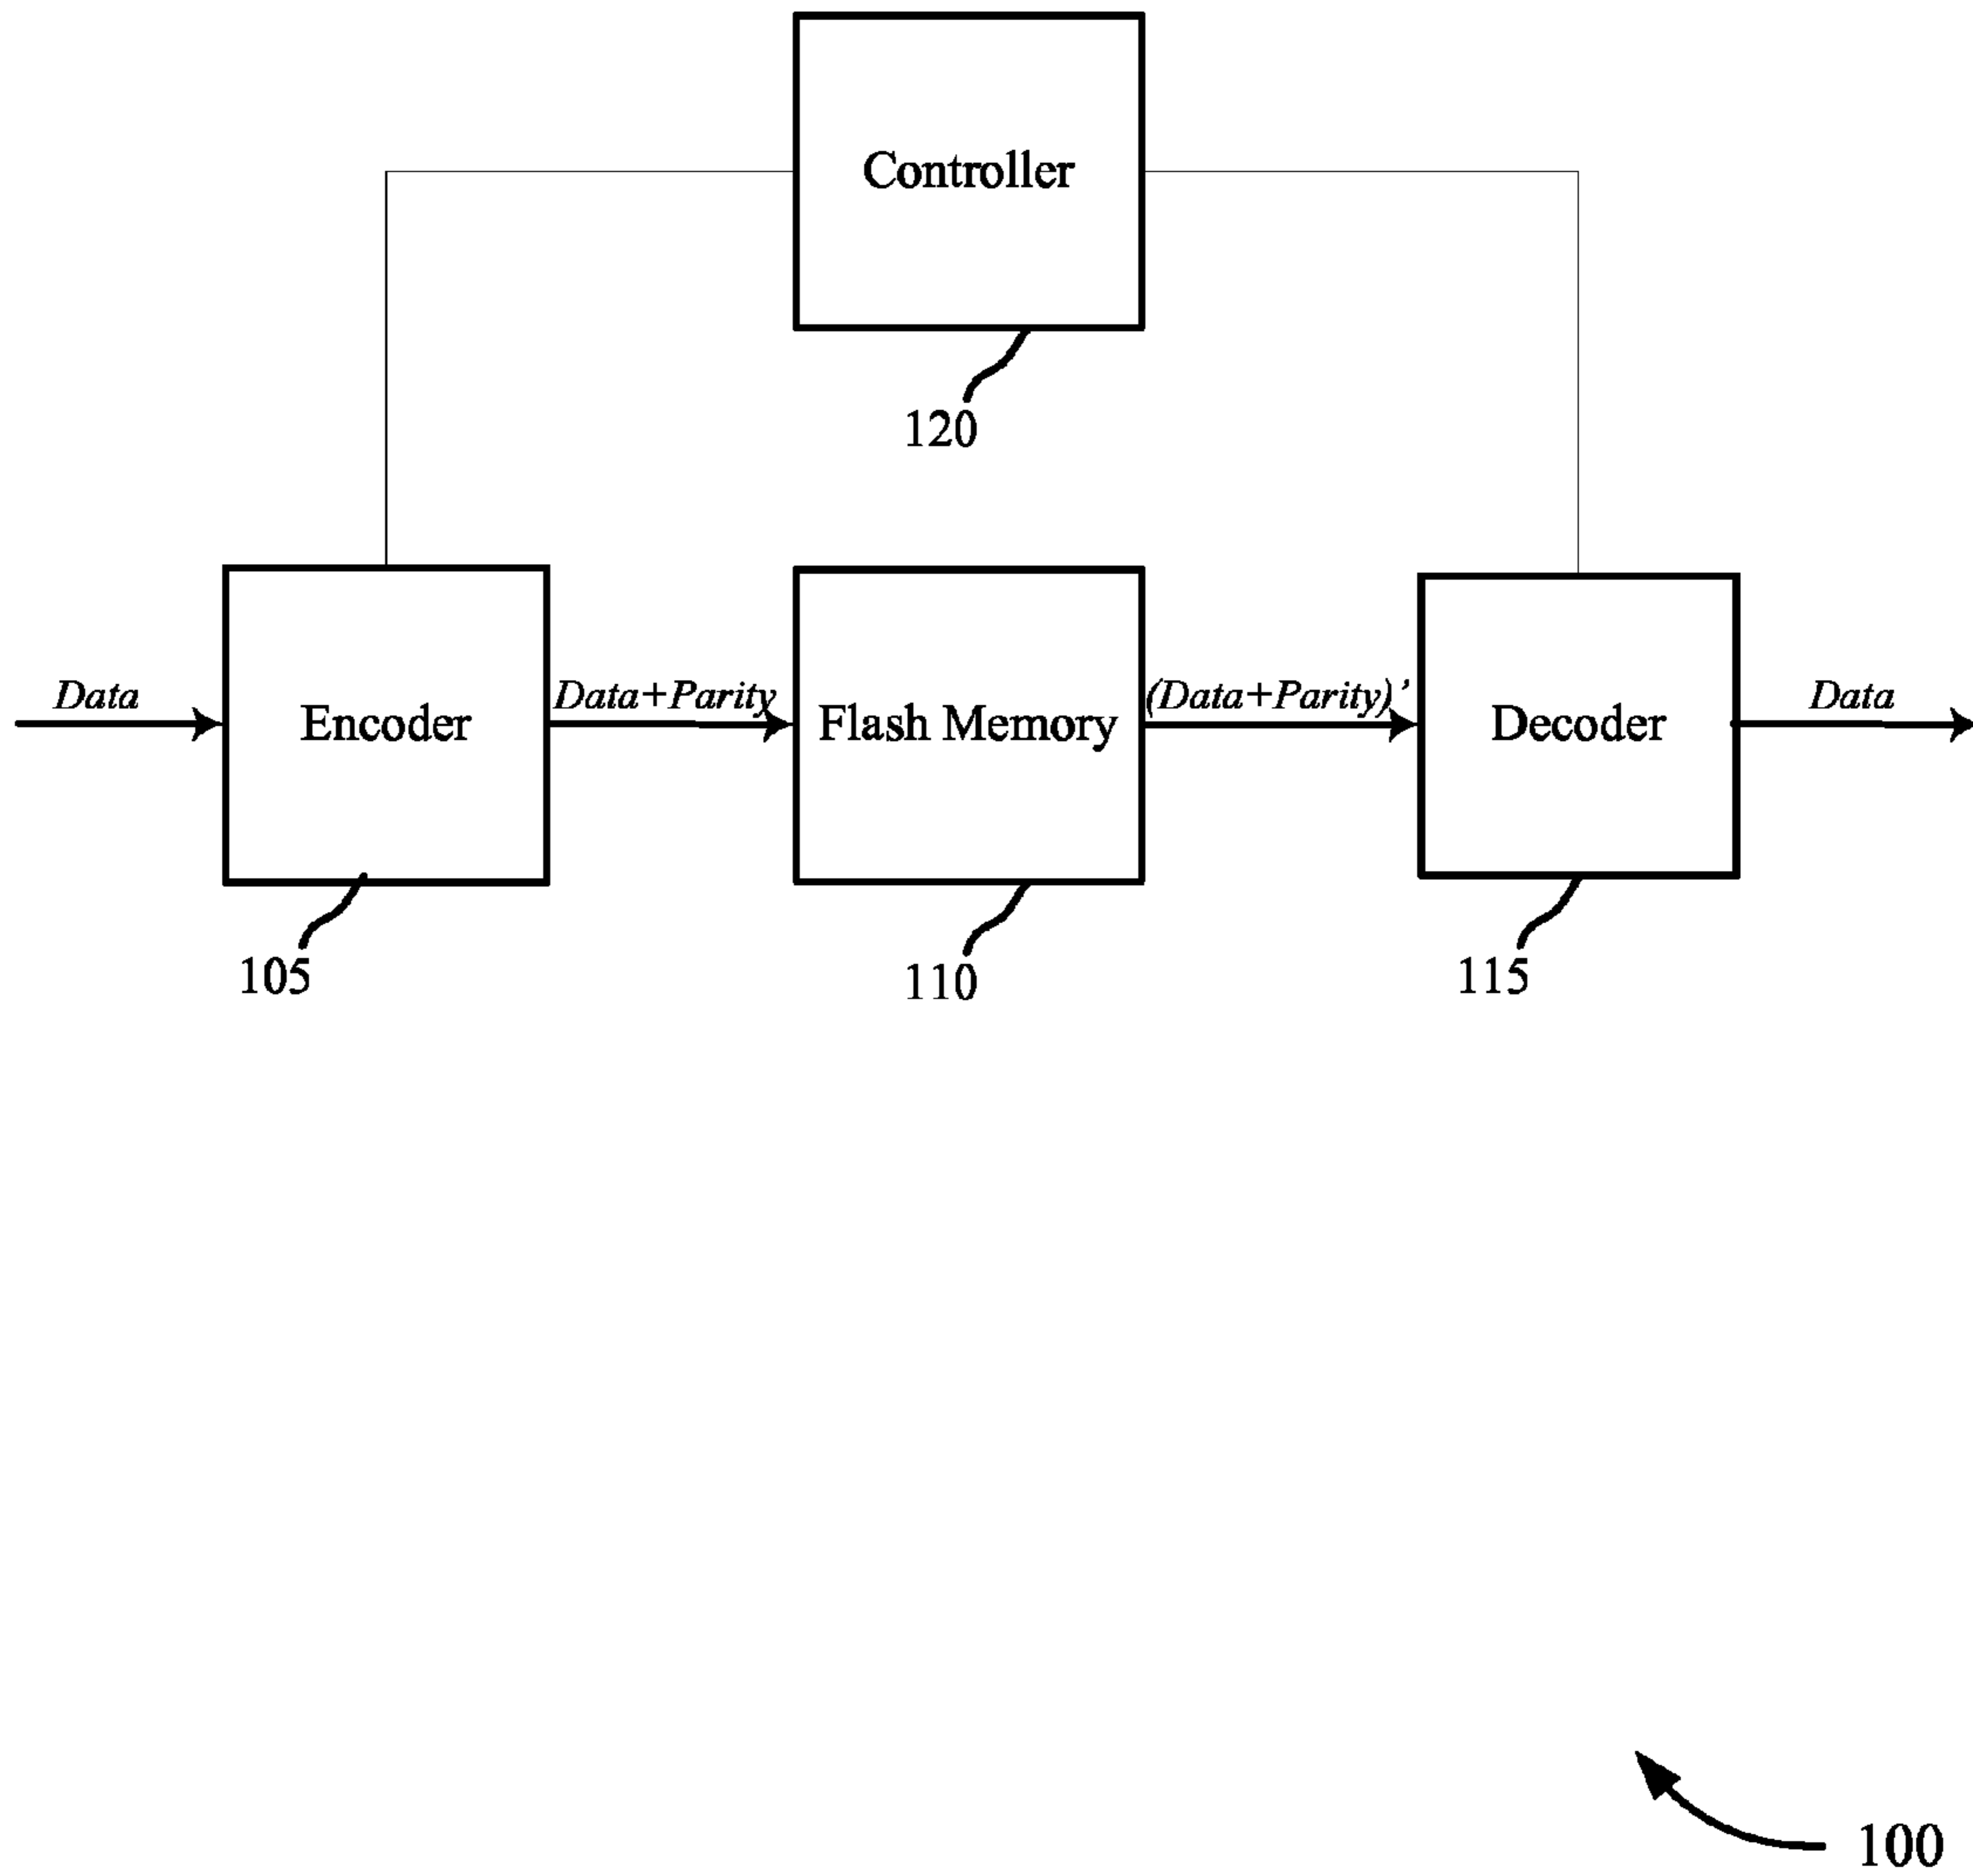 Controller
120
Data
Encoder
Data+Parity
Flash Memory
(Data+Parity)’
Decoder
Data
105
110
115
100